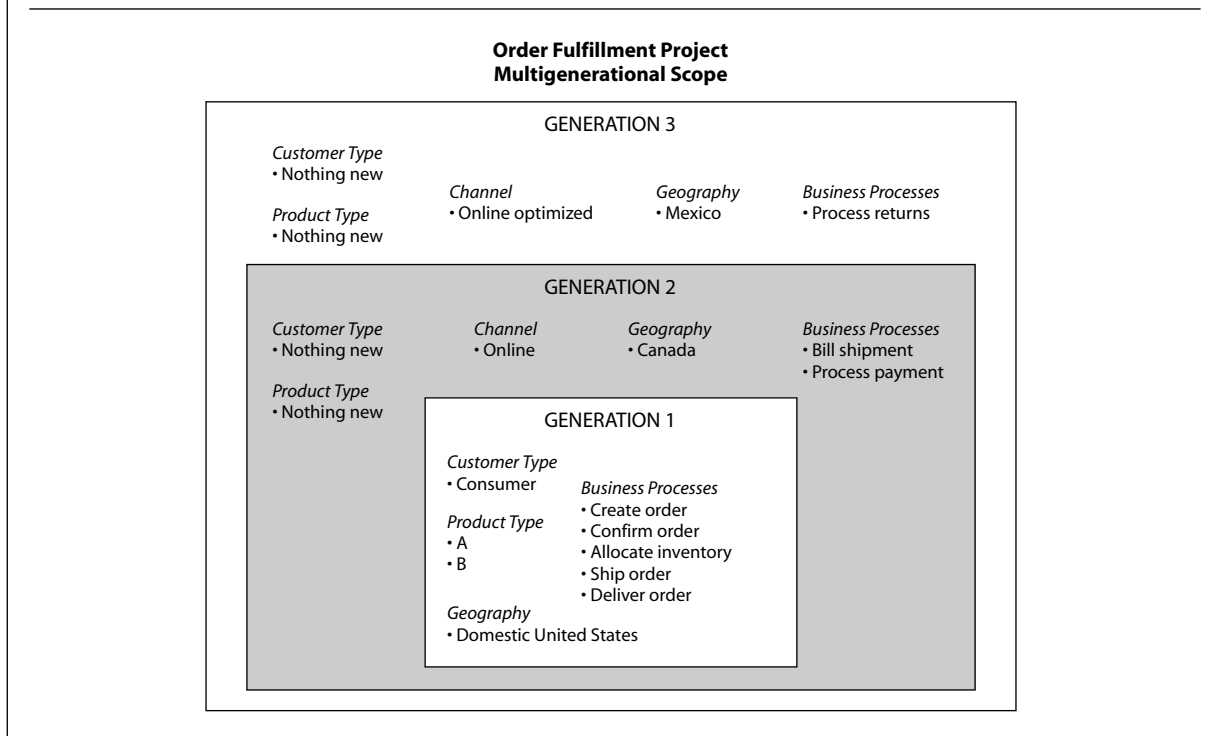 Order Fulfillment Project
Multigenerational Scope
GENERATION 3
Customer Type
• Nothing new
Product Type
• Nothing new
Channel
• Online optimized
Geography
• Mexico
Business Processes
• Process returns
GENERATION 2
Customer Type
• Nothing new
Product Type
• Nothing new
Channel
• Online
Geography
• Canada
Business Processes
• Bill shipment
• Process payment
GENERATION 1
Customer Type
• Consumer
Product Type
• A
• B
Geography
• Domestic United States
Business Processes
• Create order
• Confirm order
• Allocate inventory
• Ship order
• Deliver order